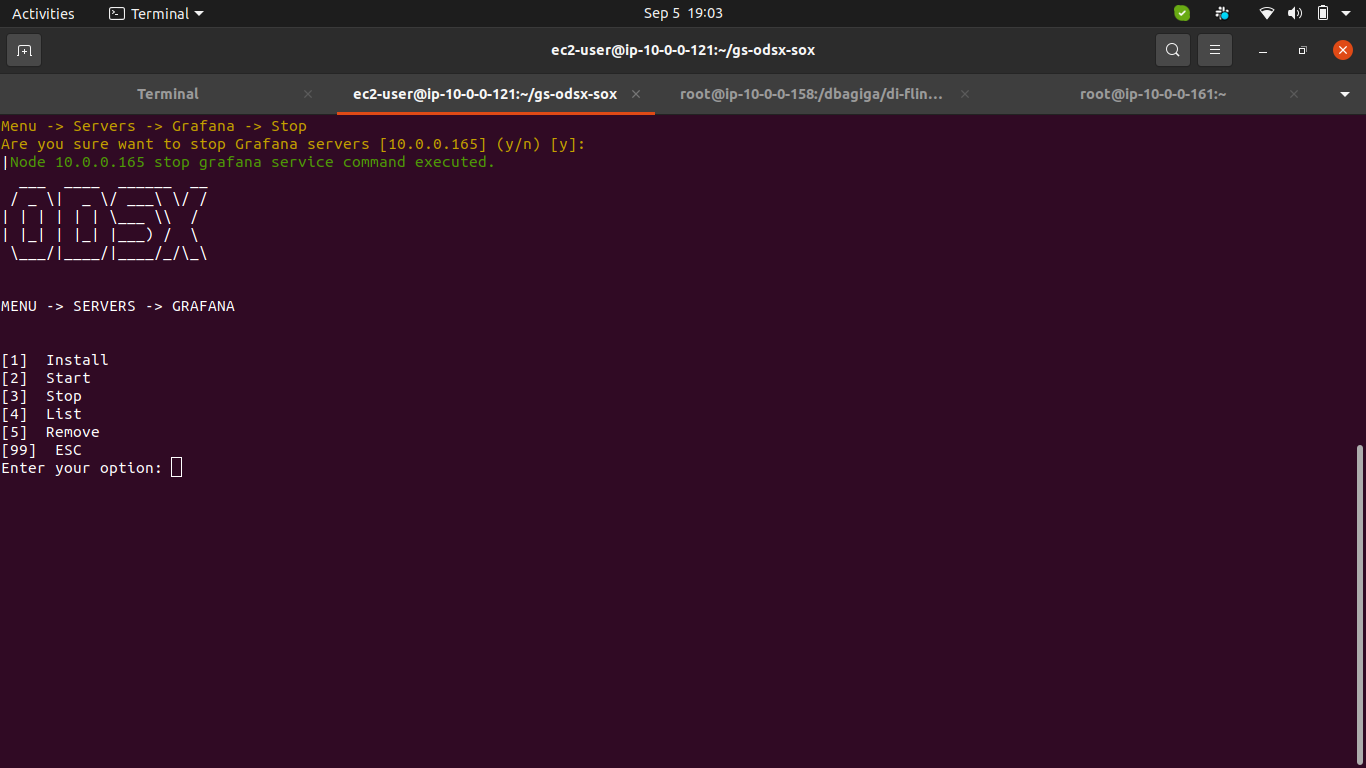 Activities Terminal Sep 5 19:03
ec2-user@ip-10-0-0-121:~/gs-odsx-sox
Terminal ec2-user@ip-10-0-0-121:~/gs-odsx-sox root@ip-10-0-0-158:/dbagiga/di-flin... root@ip-10-0-0-161:~
Menu -> Servers -> Grafana -> Stop
Are you sure want to stop Grafana servers [10.0.0.165] (y/n) [y]:
|Node 10.0.0.165 stop grafana service command executed.
ODSX
MENU -> SERVERS -> GRAFANA
[1] Install
[2] Start
[3] Stop
[4] List
[5] Remove
[99] ESC
Enter your option: